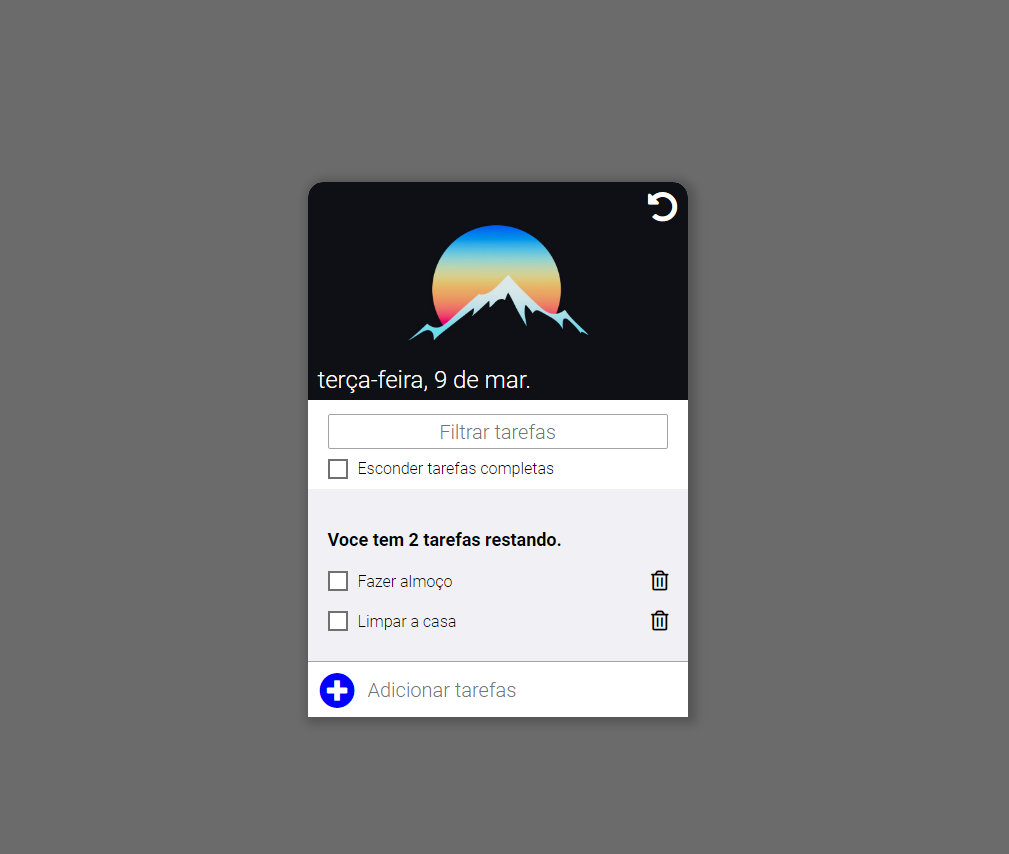 terça-feira, 9 de mar.
Filtrar tarefas
Esconder tarefas completas
Voce tem 2 tarefas restando.
Fazer almoço
Limpar a casa
Adicionar tarefas